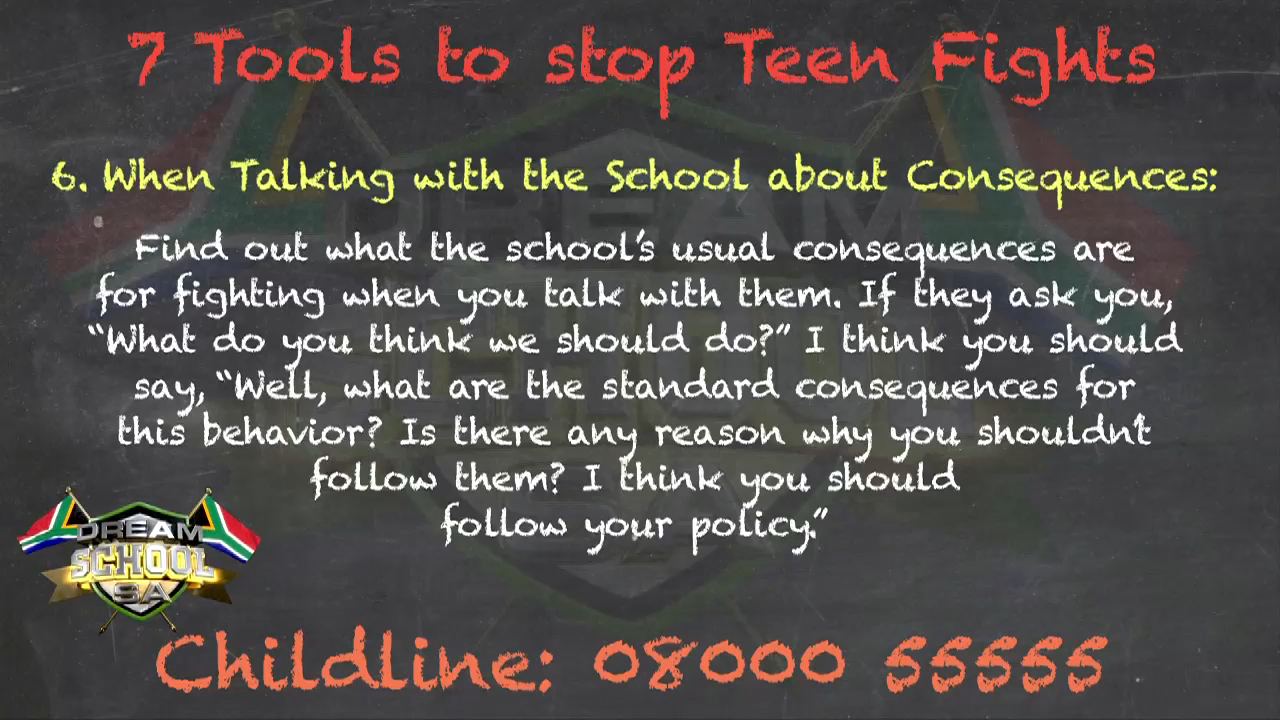 7 Tools to stop Teen Fights
6. When Talking with the School about Consequences:
Find out what the school's usual consequences are
for fighting when you talk with them. If they ask you,
“What do you think we should do?” I think you should
say, “Well, what are the standard consequences for
this behavior? Is there any reason why you shouldn't
follow them? I think you should
follow your policy.”
DREAM
SCHOOL
SA
Childline: 08000 55555